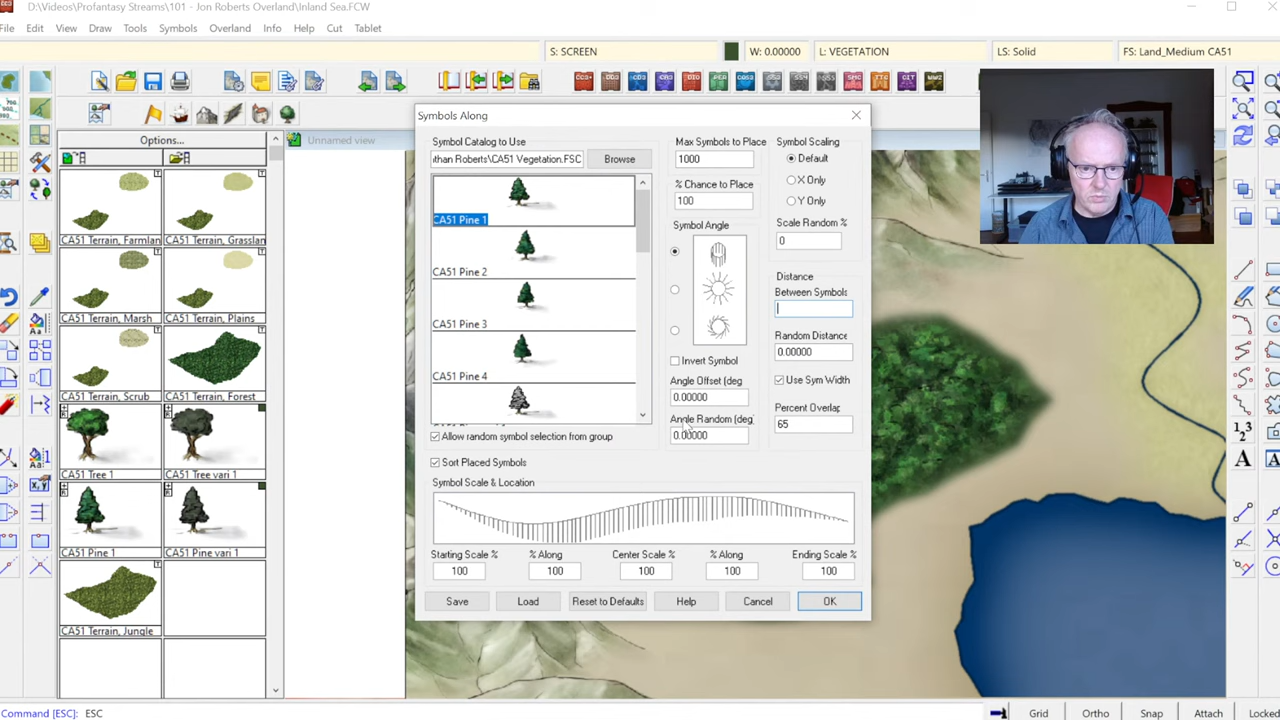 D:\Videos\Profantasy Streams\101 - Jon Roberts Overland\Inland Sea.FCW
File Edit View Draw Tools Symbols Overland Info Help Cut Tablet
S: SCREEN W: 0.00000 L: VEGETATION LS: Solid FS: Land_Medium CA51
Options...
Unnamed view
CA51 Terrain, Farmlan
CA51 Terrain, Grasslan
CA51 Terrain, Marsh
CA51 Terrain, Plains
CA51 Terrain, Scrub
CA51 Terrain, Forest
CA51 Tree 1
CA51 Tree vari 1
CA51 Pine 1
CA51 Pine vari 1
CA51 Terrain, Jungle
Symbols Along
Symbol Catalog to Use
than Roberts\CA51 Vegetation.FSC Browse
CA51 Pine 1
CA51 Pine 2
CA51 Pine 3
CA51 Pine 4
Allow random symbol selection from group
Sort Placed Symbols
Max Symbols to Place
1000
% Chance to Place
100
Symbol Angle
Invert Symbol
Angle Offset (deg
0.00000
Angle Random (deg)
0.00000
Symbol Scaling
Default
X Only
Y Only
Scale Random %
0
Distance
Between Symbols
Random Distance
0.00000
Use Sym Width
Percent Overlap
65
Symbol Scale & Location
Starting Scale % % Along Center Scale % % Along Ending Scale %
100 100 100 100 100
Save Load Reset to Defaults Help Cancel OK
Command [ESC]: ESC
Grid Ortho Snap Attach Locked